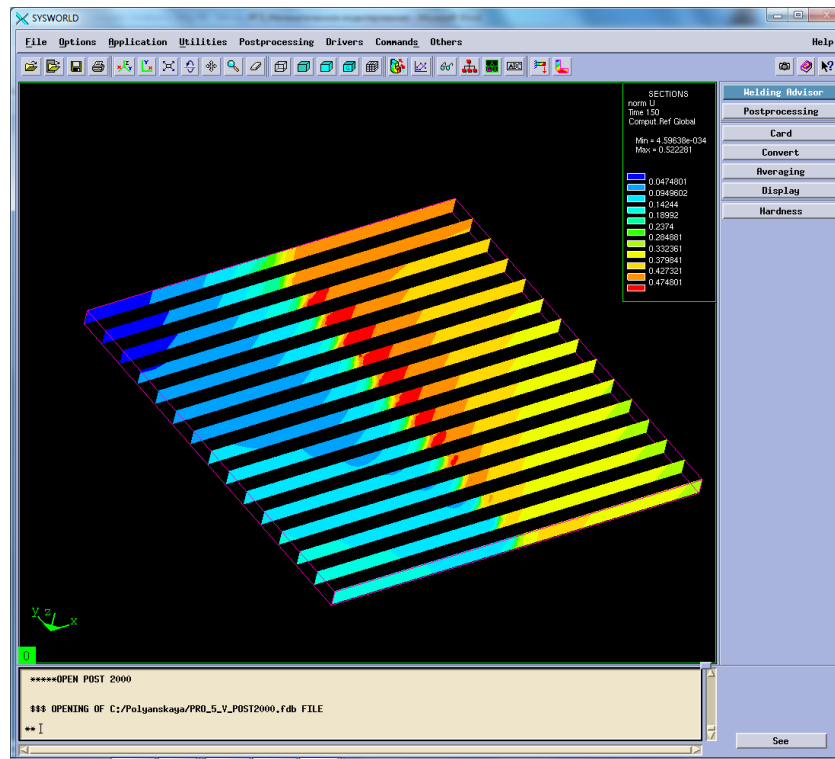 SYSWORLD
File Options Application Utilities Postprocessing Drivers Commands Others Help
SECTIONS
norm U
Time 150
Comput Ref Global
Min = 4.59638e-034
Max = 0.522281
0.0474801
0.0949602
0.14244
0.18992
0.2374
0.284881
0.332361
0.379841
0.427321
0.474801
Welding Advisor
Postprocessing
Card
Convert
Averaging
Display
Hardness
y z x
0
*****OPEN POST 2000
$$$ OPENING OF C:/Polyanskaya/PRO_5_V_POST2000.fdb FILE
**
See